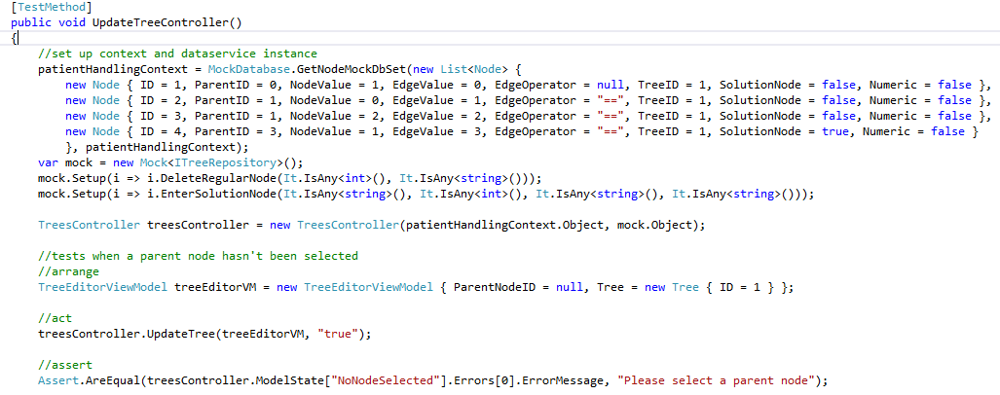 [TestMethod]
public void UpdateTreeController()
{
//set up context and dataservice instance
patientHandlingContext = MockDatabase.GetNodeMockDbSet(new List<Node> {
new Node { ID = 1, ParentID = 0, NodeValue = 1, EdgeValue = 0, EdgeOperator = null, TreeID = 1, SolutionNode = false, Numeric = false },
new Node { ID = 2, ParentID = 1, NodeValue = 0, EdgeValue = 1, EdgeOperator = "==", TreeID = 1, SolutionNode = false, Numeric = false },
new Node { ID = 3, ParentID = 1, NodeValue = 2, EdgeValue = 2, EdgeOperator = "==", TreeID = 1, SolutionNode = false, Numeric = false },
new Node { ID = 4, ParentID = 3, NodeValue = 1, EdgeValue = 3, EdgeOperator = "==", TreeID = 1, SolutionNode = true, Numeric = false }
}, patientHandlingContext);
var mock = new Mock<ITreeRepository>();
mock.Setup(i => i.DeleteRegularNode(It.IsAny<int>(), It.IsAny<string>()));
mock.Setup(i => i.EnterSolutionNode(It.IsAny<string>(), It.IsAny<int>(), It.IsAny<string>(), It.IsAny<string>()));
TreesController treesController = new TreesController(patientHandlingContext.Object, mock.Object);
//tests when a parent node hasn't been selected
//arrange
TreeEditorViewModel treeEditorVM = new TreeEditorViewModel { ParentNodeID = null, Tree = new Tree { ID = 1 } };
//act
treesController.UpdateTree(treeEditorVM, "true");
//assert
Assert.AreEqual(treesController.ModelState["NoNodeSelected"].Errors[0].ErrorMessage, "Please select a parent node");